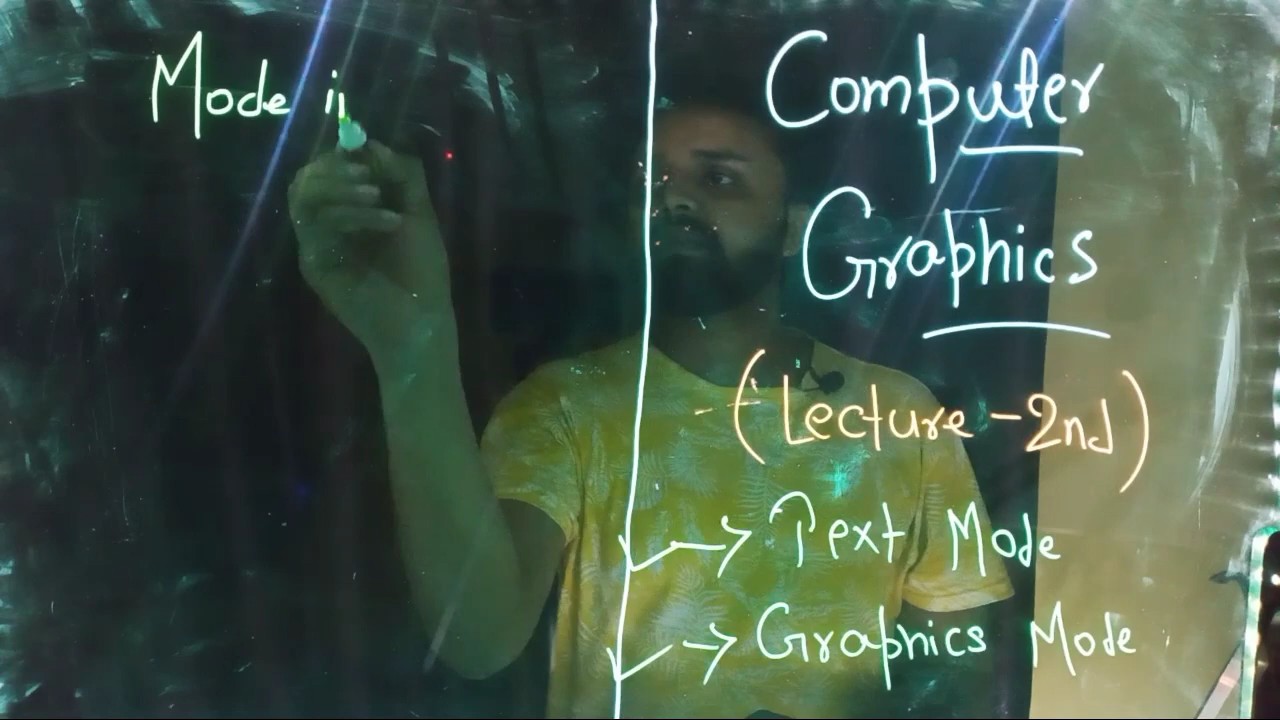 Mode i
Computer
Graphics
(Lecture-2nd)
→ Text Mode
→ Graphics Mode